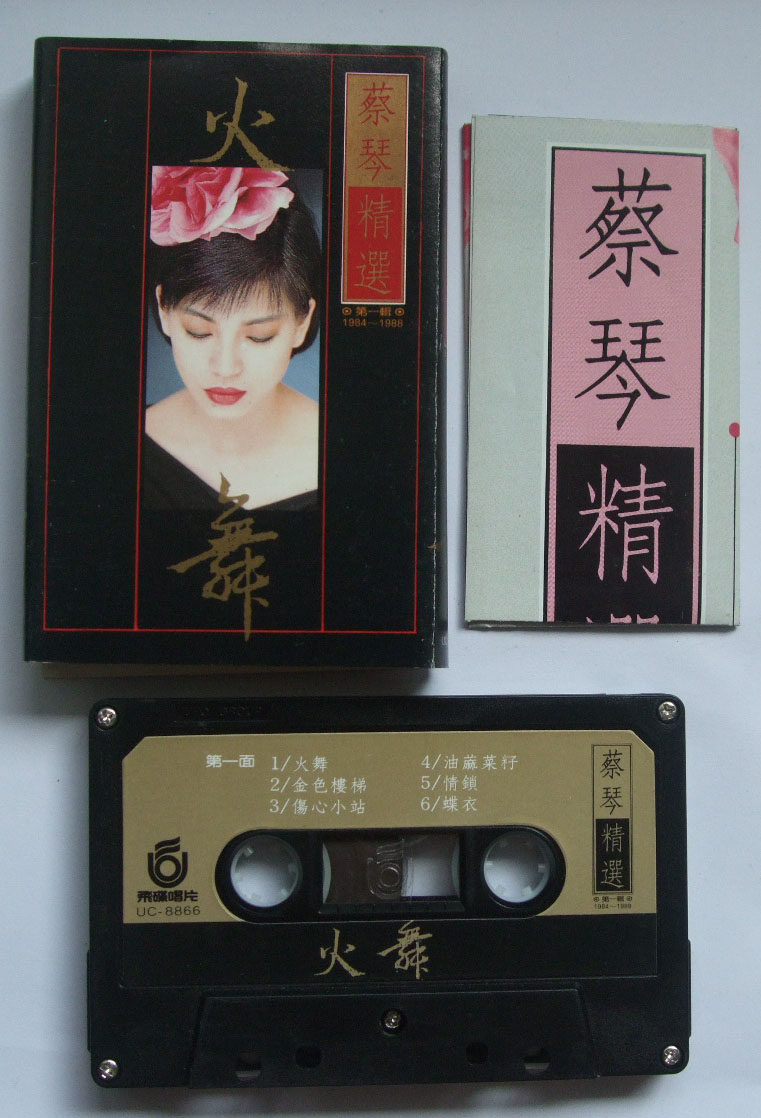 火
舞
蔡琴精選
第一輯
1984~1988
蔡琴精
第一面
1/火舞
2/金色樓梯
3/傷心小站
4/油蔴菜籽
5/情鎖
6/蝶衣
飛碟唱片
UC-8866
蔡琴精選
第一輯
1984~1988
火舞